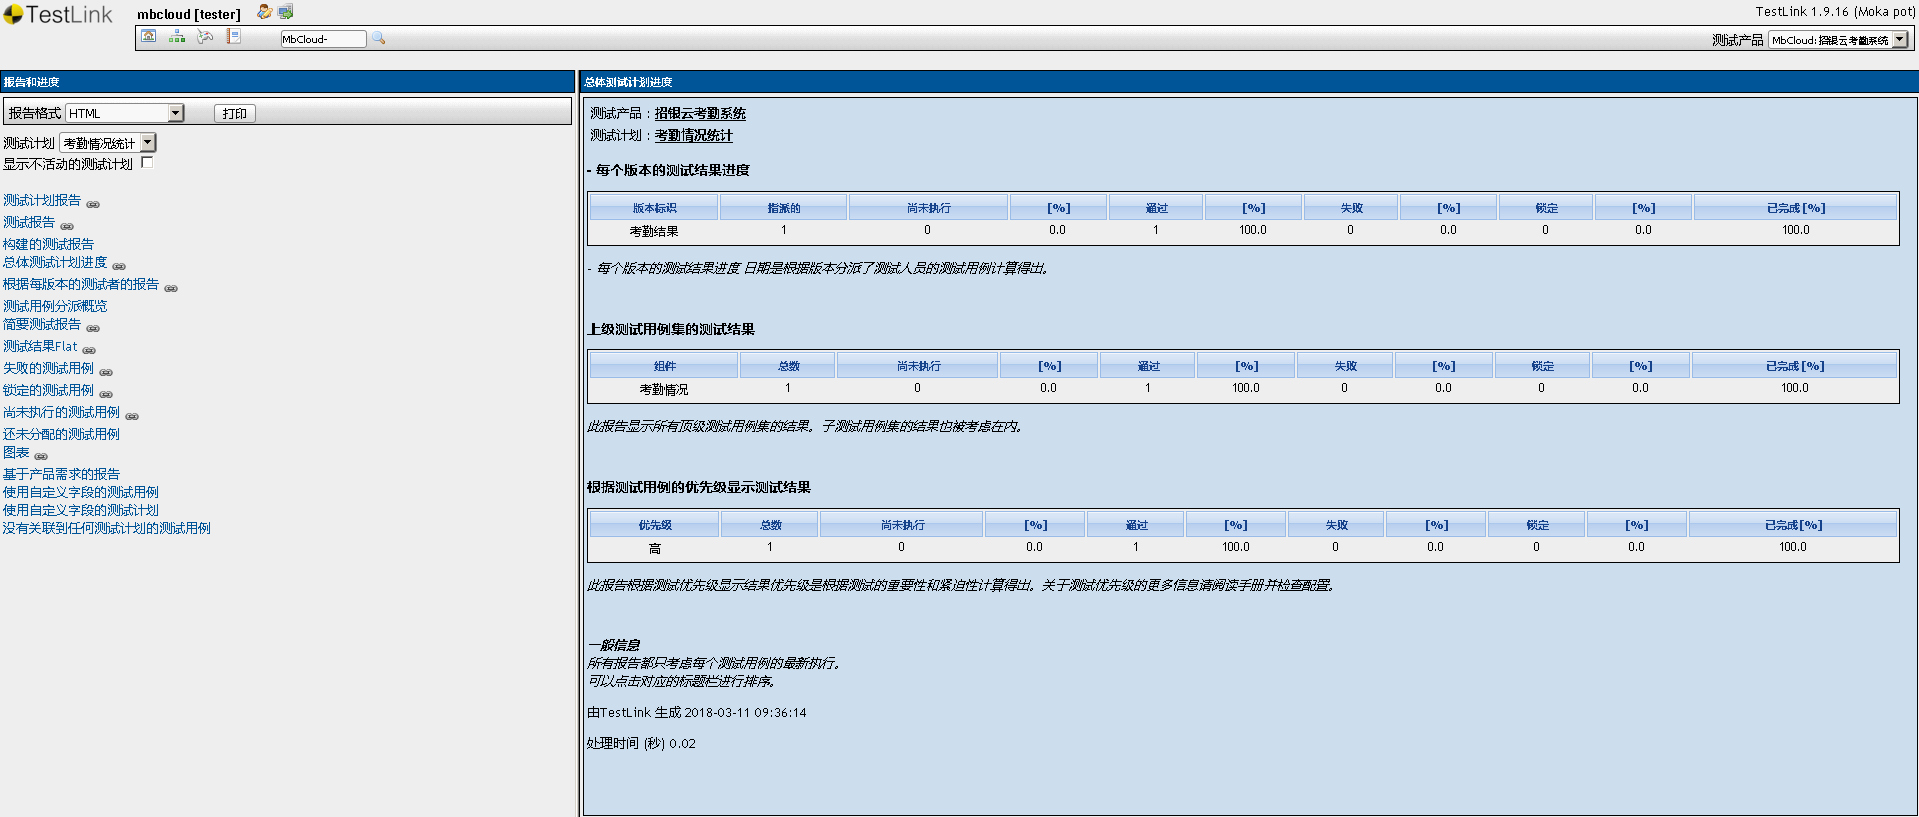 TestLink
mbcloud [tester]
TestLink 1.9.16 (Moka pot)
MbCloud-
测试产品 MbCloud:招银云考勤系统
报告和进度
报告格式 HTML 打印
测试计划 考勤情况统计
显示不活动的测试计划
测试计划报告
测试报告
构建的测试报告
总体测试计划进度
根据每版本的测试者的报告
测试用例分派概览
简要测试报告
测试结果Flat
失败的测试用例
锁定的测试用例
尚未执行的测试用例
还未分配的测试用例
图表
基于产品需求的报告
使用自定义字段的测试用例
使用自定义字段的测试计划
没有关联到任何测试计划的测试用例
总体测试计划进度
测试产品 : 招银云考勤系统
测试计划 : 考勤情况统计
- 每个版本的测试结果进度
版本标识 指派的 尚未执行 [%] 通过 [%] 失败 [%] 锁定 [%] 已完成 [%]
考勤结果 1 0 0.0 1 100.0 0 0.0 0 0.0 100.0
- 每个版本的测试结果进度 日期是根据版本分派了测试人员的测试用例计算得出。
上级测试用例集的测试结果
组件 总数 尚未执行 [%] 通过 [%] 失败 [%] 锁定 [%] 已完成 [%]
考勤情况 1 0 0.0 1 100.0 0 0.0 0 0.0 100.0
此报告显示所有顶级测试用例集的结果。子测试用例集的结果也被考虑在内。
根据测试用例的优先级显示测试结果
优先级 总数 尚未执行 [%] 通过 [%] 失败 [%] 锁定 [%] 已完成 [%]
高 1 0 0.0 1 100.0 0 0.0 0 0.0 100.0
此报告根据测试优先级显示结果优先级是根据测试的重要性和紧迫性计算得出。关于测试优先级的更多信息请阅读手册并检查配置。
一般信息
所有报告都只考虑每个测试用例的最新执行。
可以点击对应的标题栏进行排序。
由TestLink 生成 2018-03-11 09:36:14
处理时间 (秒) 0.02